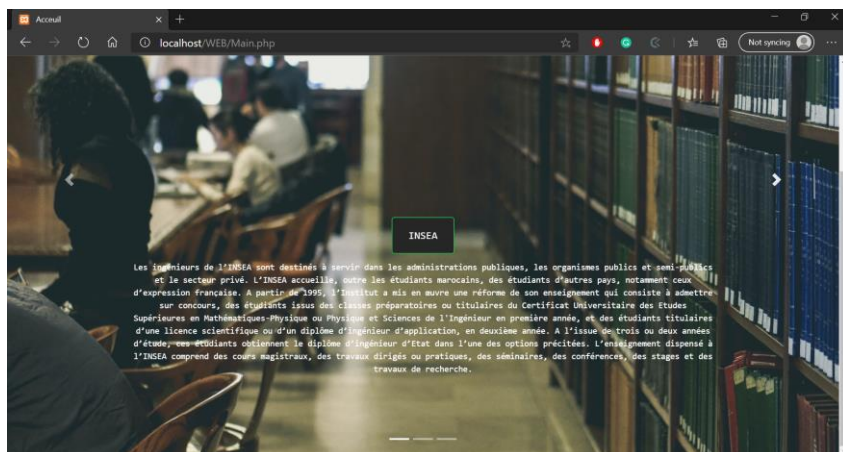 Acceuil
localhost/WEB/Main.php
Not syncing
INSEA
Les ingénieurs de l'INSEA sont destinés à servir dans les administrations publiques, les organismes publics et semi-publics
et le secteur privé. L'INSEA accueille, outre les étudiants marocains, des étudiants d'autres pays, notamment ceux
d'expression française. A partir de 1995, l'Institut a mis en œuvre une réforme de son enseignement qui consiste à admettre
sur concours, des étudiants issus des classes préparatoires ou titulaires du Certificat Universitaire des Etudes
Supérieures en Mathématiques-Physique ou Physique et Sciences de l'Ingénieur en première année, et des étudiants titulaires
d'une licence scientifique ou d'un diplôme d'ingénieur d'application, en deuxième année. A l'issue de trois ou deux années
d'étude, ces étudiants obtiennent le diplôme d'ingénieur d'Etat dans l'une des options précitées. L'enseignement dispensé à
l'INSEA comprend des cours magistraux, des travaux dirigés ou pratiques, des séminaires, des conférences, des stages et des
travaux de recherche.